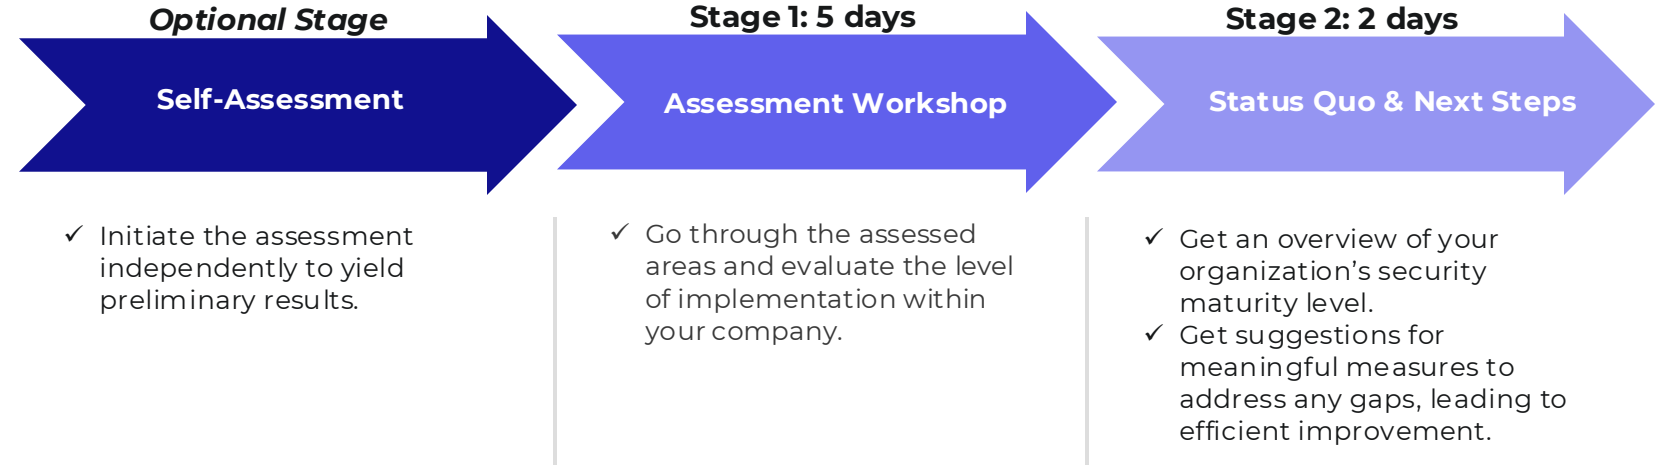 Optional Stage
Self-Assessment
✓ Initiate the assessment
independently to yield
preliminary results.
Stage 1: 5 days
Assessment Workshop
✓ Go through the assessed
areas and evaluate the level
of implementation within
your company.
Stage 2: 2 days
Status Quo & Next Steps
✓ Get an overview of your
organization’s security
maturity level.
✓ Get suggestions for
meaningful measures to
address any gaps, leading to
efficient improvement.